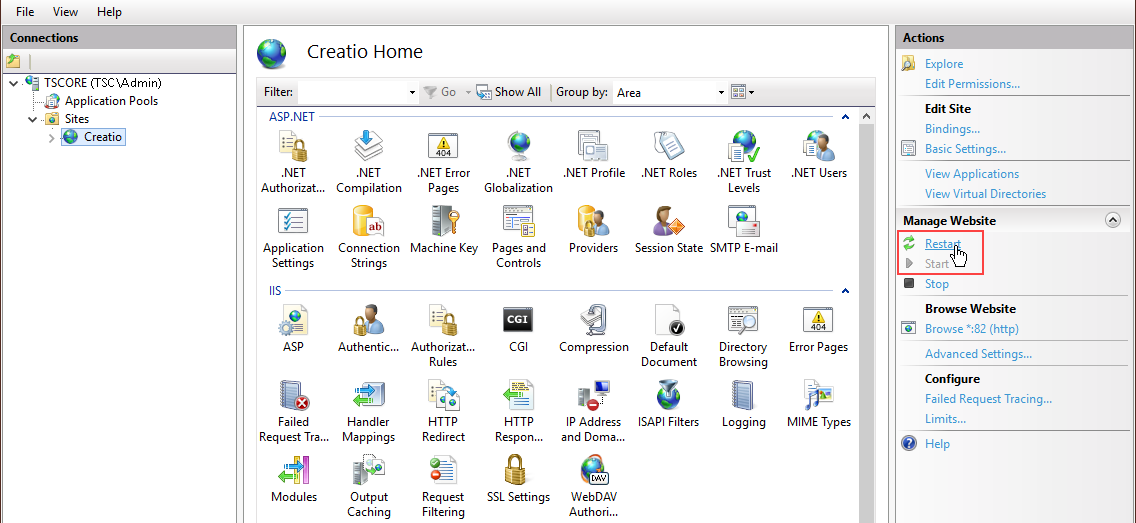 File View Help
Connections
TSCORE (TSC\Admin)
Application Pools
Sites
Creatio
Creatio Home
Filter: Go Show All Group by: Area
ASP.NET
.NET Authorizat...
.NET Compilation
.NET Error Pages
.NET Globalization
.NET Profile
.NET Roles
.NET Trust Levels
.NET Users
Application Settings
Connection Strings
Machine Key
Pages and Controls
Providers
Session State
SMTP E-mail
IIS
ASP
Authentic...
Authorizat... Rules
CGI
Compression
Default Document
Directory Browsing
Error Pages
Failed Request Tra...
Handler Mappings
HTTP Redirect
HTTP Respon...
IP Address and Doma...
ISAPI Filters
Logging
MIME Types
Modules
Output Caching
Request Filtering
SSL Settings
WebDAV Authori...
Actions
Explore
Edit Permissions...
Edit Site
Bindings...
Basic Settings...
View Applications
View Virtual Directories
Manage Website
Restart
Start
Stop
Browse Website
Browse *:82 (http)
Advanced Settings...
Configure
Failed Request Tracing...
Limits...
Help